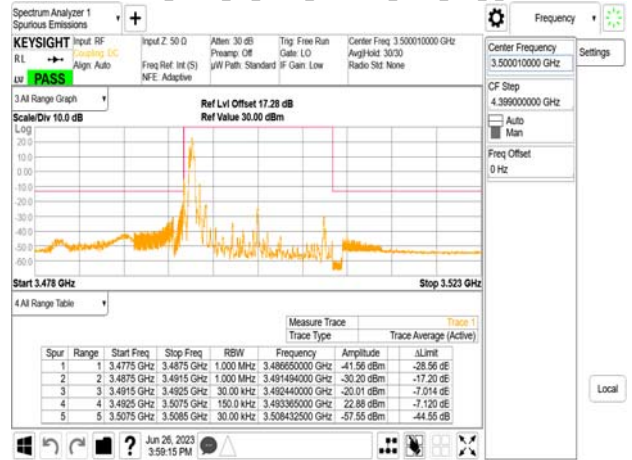 Spectrum Analyzer 1
Spurious Emissions
Frequency
KEYSIGHT
RL
PASS
Input: RF
Coupling: DC
Align: Auto
Input Z: 50 Ω
Freq Ref: Int (S)
NFE: Adaptive
Atten: 30 dB
Preamp: Off
µW Path: Standard
Trig: Free Run
Gate: LO
IF Gain: Low
Center Freq: 3.500010000 GHz
Avg|Hold: 30/30
Radio Std: None
Center Frequency
3.500010000 GHz
Settings
CF Step
4.399000000 GHz
Auto
Man
Freq Offset
0 Hz
3 All Range Graph
Scale/Div 10.0 dB
Ref Lvl Offset 17.28 dB
Ref Value 30.00 dBm
Log
20.0
10.0
0.00
-10.0
-20.0
-30.0
-40.0
-50.0
-60.0
Start 3.478 GHz
Stop 3.523 GHz
4 All Range Table
Measure Trace Trace 1
Trace Type Trace Average (Active)
Spur Range Start Freq Stop Freq RBW Frequency Amplitude ΔLimit
1 1 3.4775 GHz 3.4875 GHz 1.000 MHz 3.486650000 GHz -41.56 dBm -28.56 dB
2 2 3.4875 GHz 3.4915 GHz 1.000 MHz 3.491494000 GHz -30.20 dBm -17.20 dB
3 3 3.4915 GHz 3.4925 GHz 30.00 kHz 3.492440000 GHz -20.01 dBm -7.014 dB
4 4 3.4925 GHz 3.5075 GHz 150.0 kHz 3.493365000 GHz 22.88 dBm -7.120 dB
5 5 3.5075 GHz 3.5085 GHz 30.00 kHz 3.508432500 GHz -57.55 dBm -44.55 dB
Local
Jun 26, 2023
3:59:15 PM